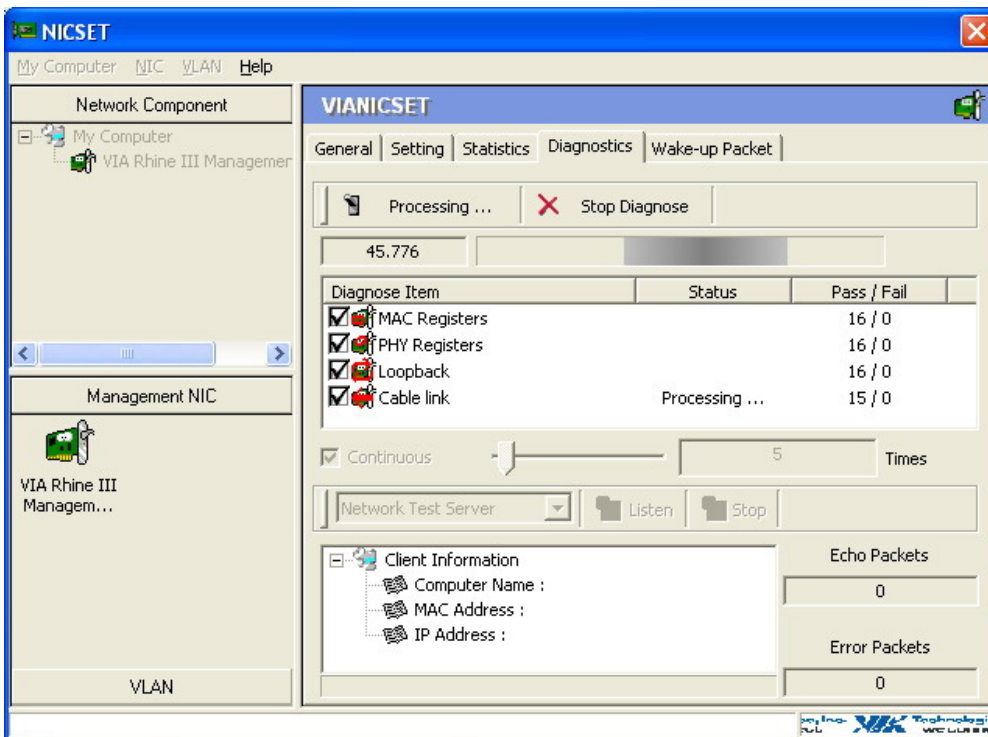 NICSET
My Computer NIC VLAN Help
Network Component
My Computer
VIA Rhine III Managemer
Management NIC
VIA Rhine III
Managem...
VLAN
VIANICSET
General Setting Statistics Diagnostics Wake-up Packet
Processing ... Stop Diagnose
45.776
Diagnose Item Status Pass / Fail
MAC Registers 16 / 0
PHY Registers 16 / 0
Loopback 16 / 0
Cable link Processing ... 15 / 0
Continuous 5 Times
Network Test Server Listen Stop
Client Information
Computer Name :
MAC Address :
IP Address :
Echo Packets
0
Error Packets
0
VIA